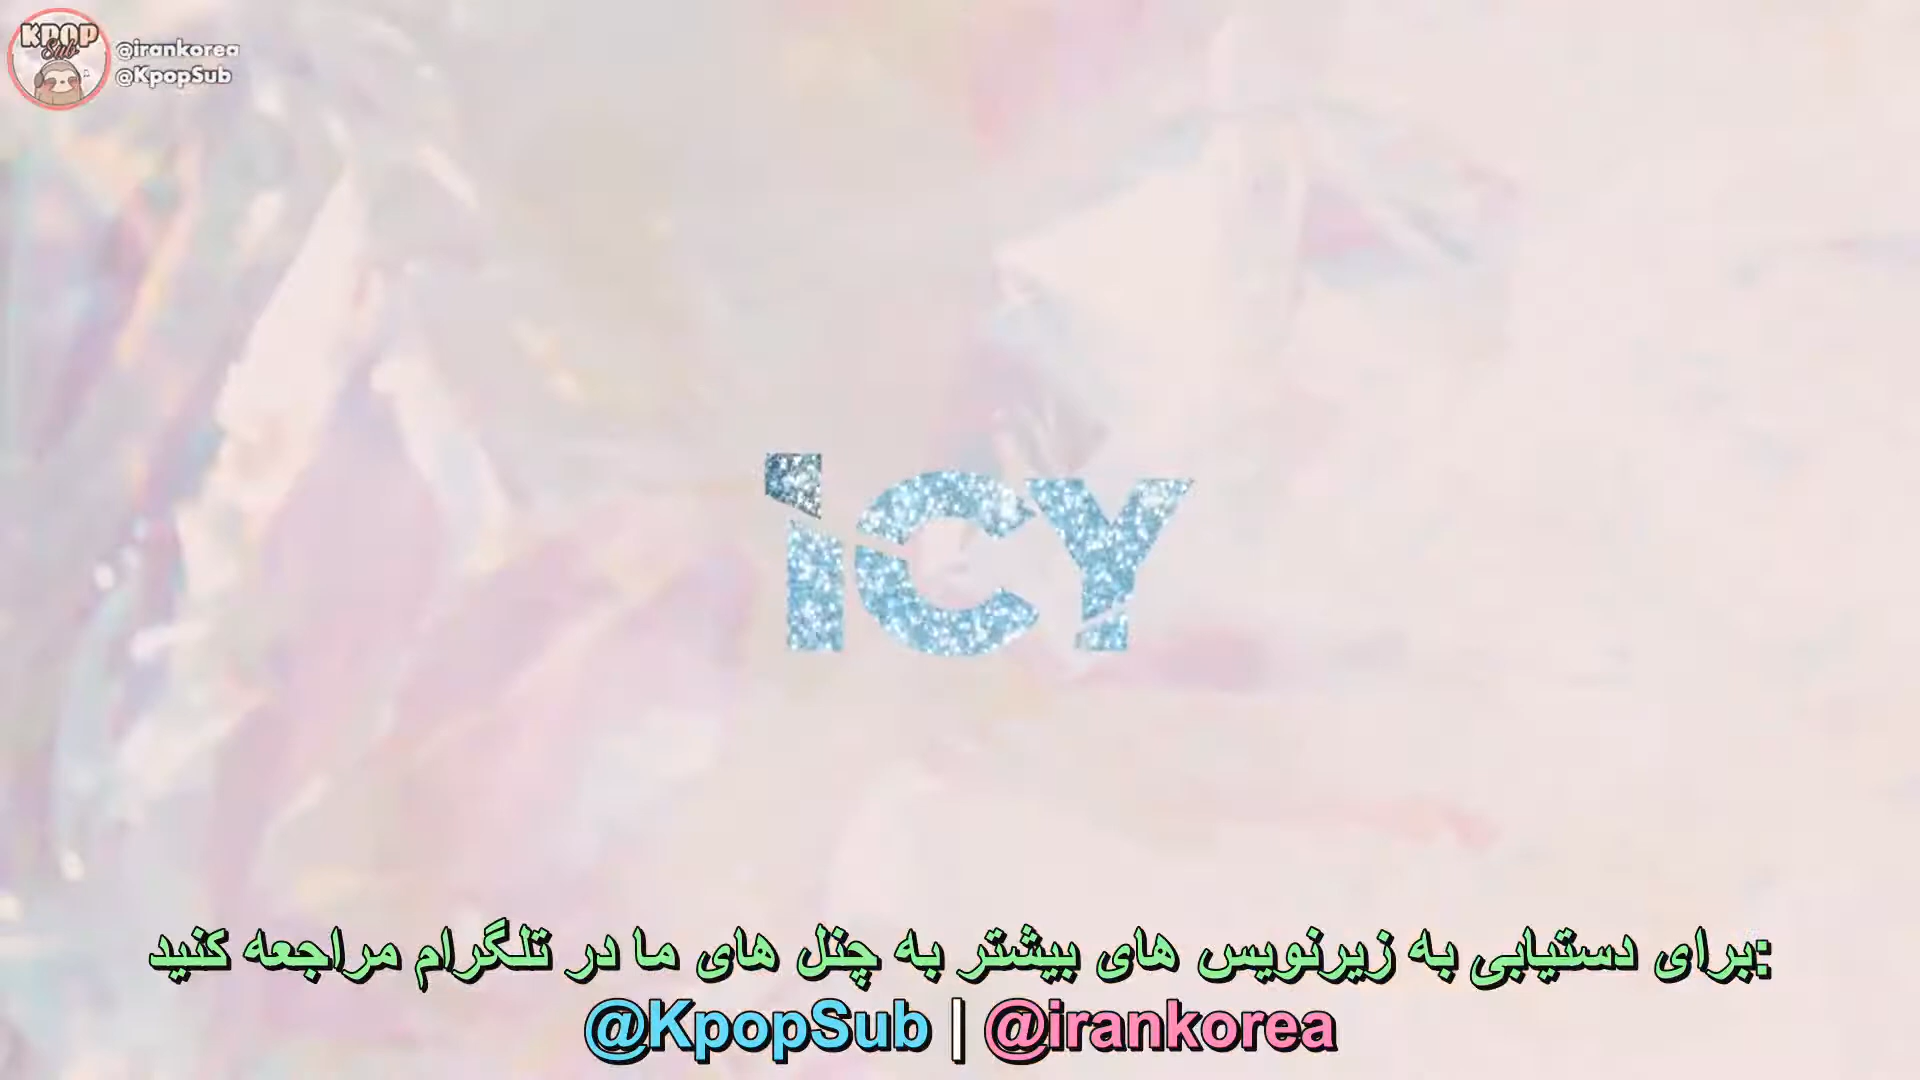 KPOP
Sub
@irankorea
@KpopSub
iCY
برای دستیابی به زیرنویس های بیشتر به چنل های ما در تلگرام مراجعه کنید:
@KpopSub | @irankorea